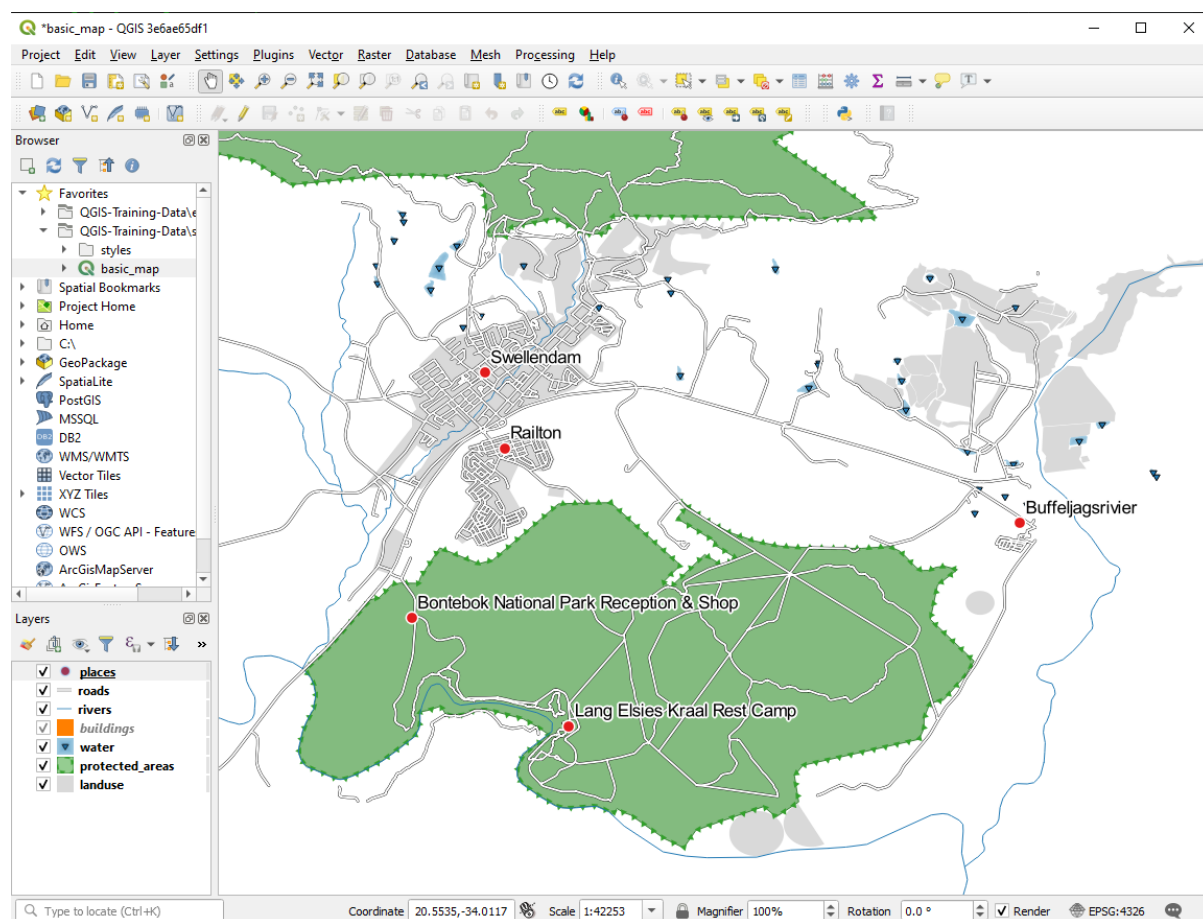 *basic_map - QGIS 3e6ae65df1
Project Edit View Layer Settings Plugins Vector Raster Database Mesh Processing Help
Browser
Favorites
QGIS-Training-Data\e
QGIS-Training-Data\s
styles
basic_map
Spatial Bookmarks
Project Home
Home
C:\
GeoPackage
SpatiaLite
PostGIS
MSSQL
DB2
WMS/WMTS
Vector Tiles
XYZ Tiles
WCS
WFS / OGC API - Feature
OWS
ArcGisMapServer
Layers
places
roads
rivers
buildings
water
protected_areas
landuse
Swellendam
Railton
Buffeljagsrivier
Bontebok National Park Reception & Shop
Lang Elsies Kraal Rest Camp
Type to locate (Ctrl+K) Coordinate 20.5535,-34.0117 Scale 1:42253 Magnifier 100% Rotation 0.0 ° Render EPSG:4326